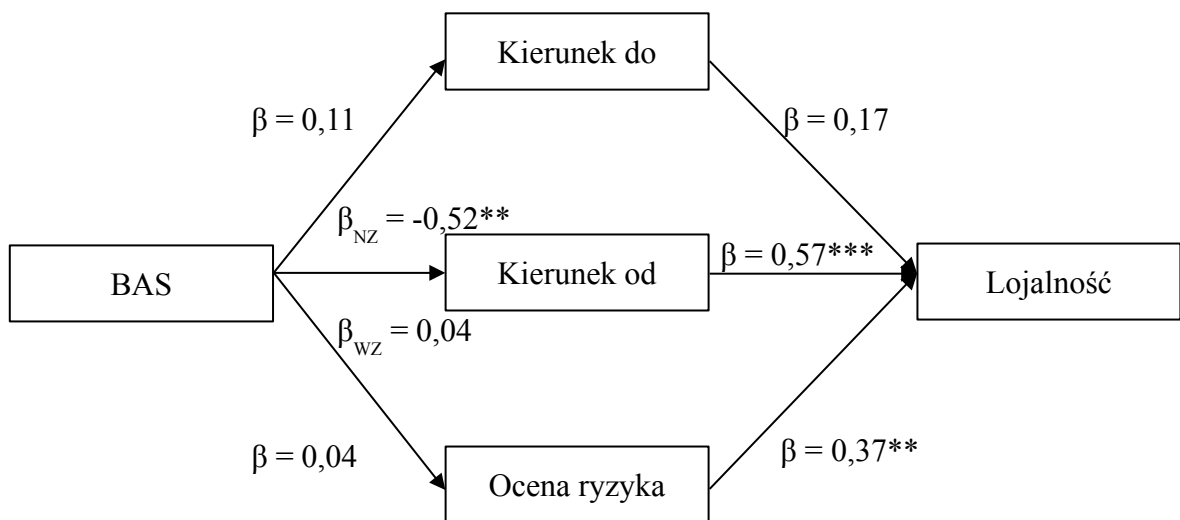 Kierunek do
β = 0,11
β = 0,17
β_NZ = -0,52**
BAS
Kierunek od
β = 0,57***
Lojalność
β_WZ = 0,04
β = 0,04
Ocena ryzyka
β = 0,37**